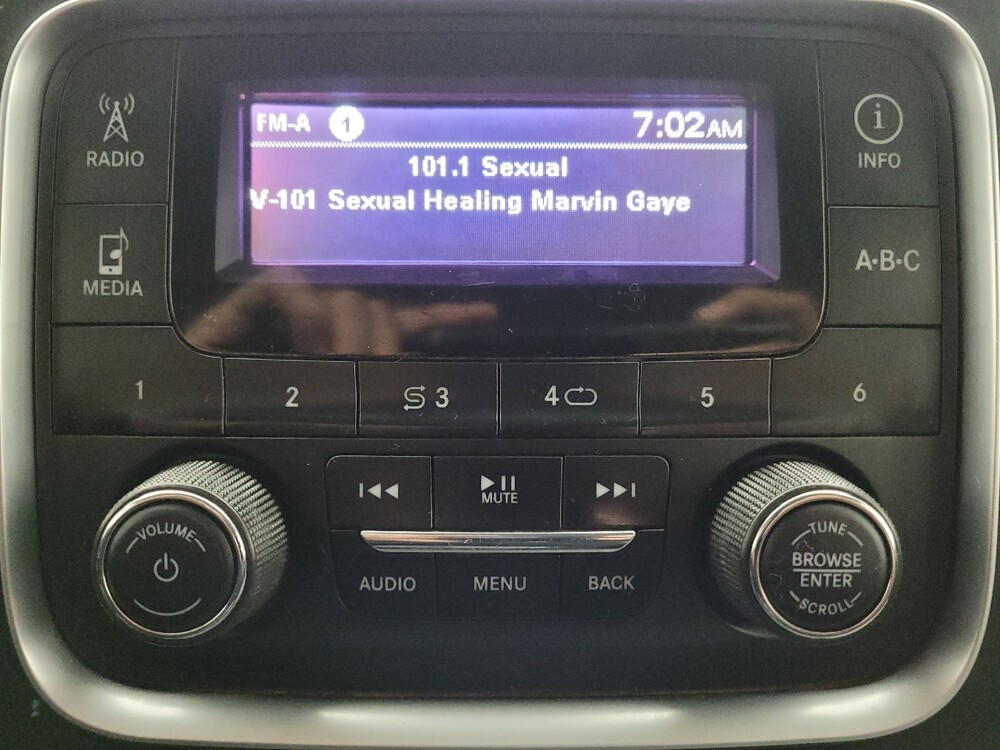 RADIO
INFO
FM-A 1 7:02AM
101.1 Sexual
V-101 Sexual Healing Marvin Gaye
MEDIA
A·B·C
1 2 3 4 5 6
MUTE
VOLUME
TUNE
BROWSE
ENTER
SCROLL
AUDIO MENU BACK